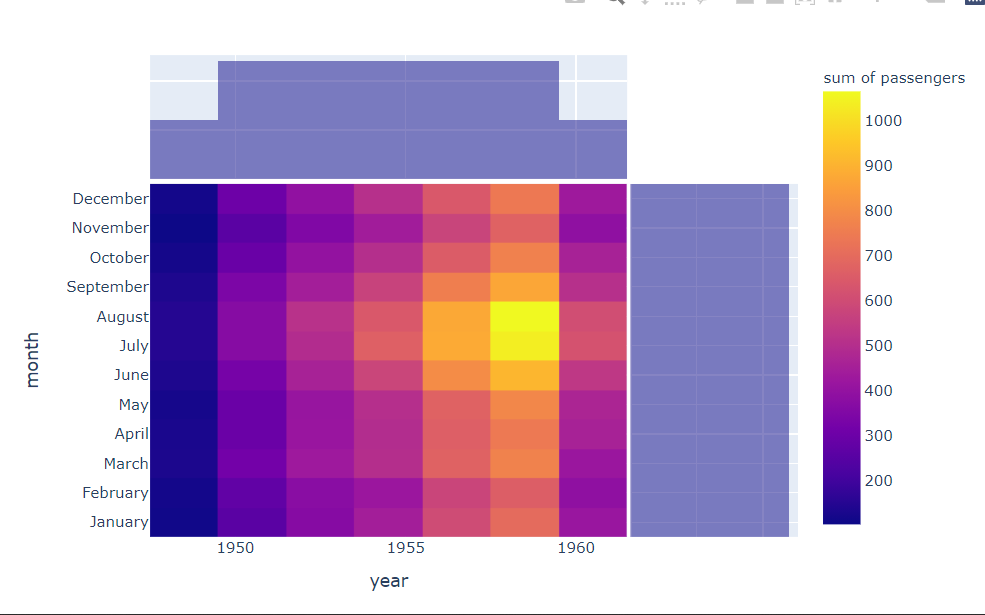 sum of passengers
1000
900
800
700
600
500
400
300
200
month
December
November
October
September
August
July
June
May
April
March
February
January
1950 1955 1960
year